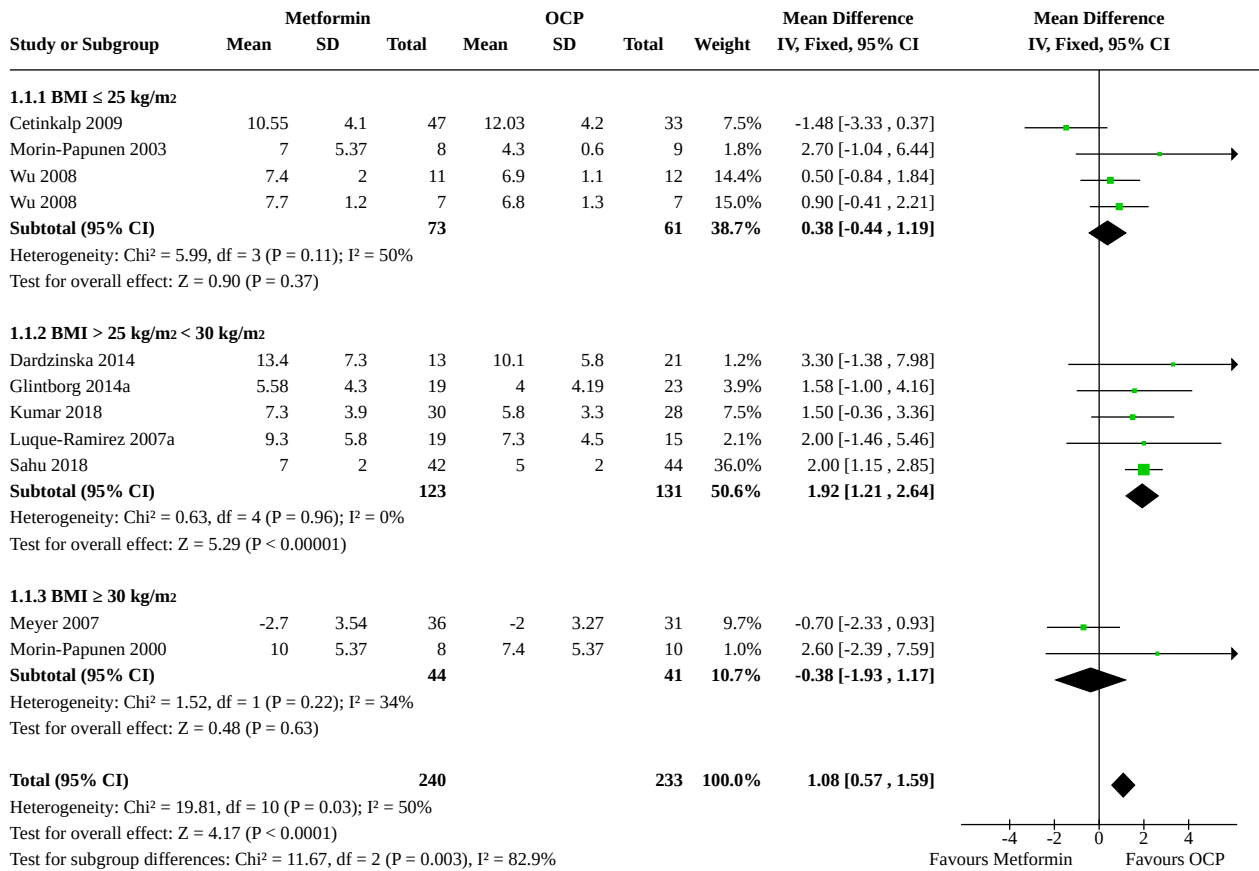 Metformin OCP Mean Difference Mean Difference
Study or Subgroup Mean SD Total Mean SD Total Weight IV, Fixed, 95% CI IV, Fixed, 95% CI
1.1.1 BMI ≤ 25 kg/m2
Cetinkalp 2009 10.55 4.1 47 12.03 4.2 33 7.5% -1.48 [-3.33 , 0.37]
Morin-Papunen 2003 7 5.37 8 4.3 0.6 9 1.8% 2.70 [-1.04 , 6.44]
Wu 2008 7.4 2 11 6.9 1.1 12 14.4% 0.50 [-0.84 , 1.84]
Wu 2008 7.7 1.2 7 6.8 1.3 7 15.0% 0.90 [-0.41 , 2.21]
Subtotal (95% CI) 73 61 38.7% 0.38 [-0.44 , 1.19]
Heterogeneity: Chi² = 5.99, df = 3 (P = 0.11); I² = 50%
Test for overall effect: Z = 0.90 (P = 0.37)
1.1.2 BMI > 25 kg/m2 < 30 kg/m2
Dardzinska 2014 13.4 7.3 13 10.1 5.8 21 1.2% 3.30 [-1.38 , 7.98]
Glintborg 2014a 5.58 4.3 19 4 4.19 23 3.9% 1.58 [-1.00 , 4.16]
Kumar 2018 7.3 3.9 30 5.8 3.3 28 7.5% 1.50 [-0.36 , 3.36]
Luque-Ramirez 2007a 9.3 5.8 19 7.3 4.5 15 2.1% 2.00 [-1.46 , 5.46]
Sahu 2018 7 2 42 5 2 44 36.0% 2.00 [1.15 , 2.85]
Subtotal (95% CI) 123 131 50.6% 1.92 [1.21 , 2.64]
Heterogeneity: Chi² = 0.63, df = 4 (P = 0.96); I² = 0%
Test for overall effect: Z = 5.29 (P < 0.00001)
1.1.3 BMI ≥ 30 kg/m2
Meyer 2007 -2.7 3.54 36 -2 3.27 31 9.7% -0.70 [-2.33 , 0.93]
Morin-Papunen 2000 10 5.37 8 7.4 5.37 10 1.0% 2.60 [-2.39 , 7.59]
Subtotal (95% CI) 44 41 10.7% -0.38 [-1.93 , 1.17]
Heterogeneity: Chi² = 1.52, df = 1 (P = 0.22); I² = 34%
Test for overall effect: Z = 0.48 (P = 0.63)
Total (95% CI) 240 233 100.0% 1.08 [0.57 , 1.59]
Heterogeneity: Chi² = 19.81, df = 10 (P = 0.03); I² = 50%
Test for overall effect: Z = 4.17 (P < 0.0001) -4 -2 0 2 4
Test for subgroup differences: Chi² = 11.67, df = 2 (P = 0.003), I² = 82.9% Favours Metformin Favours OCP